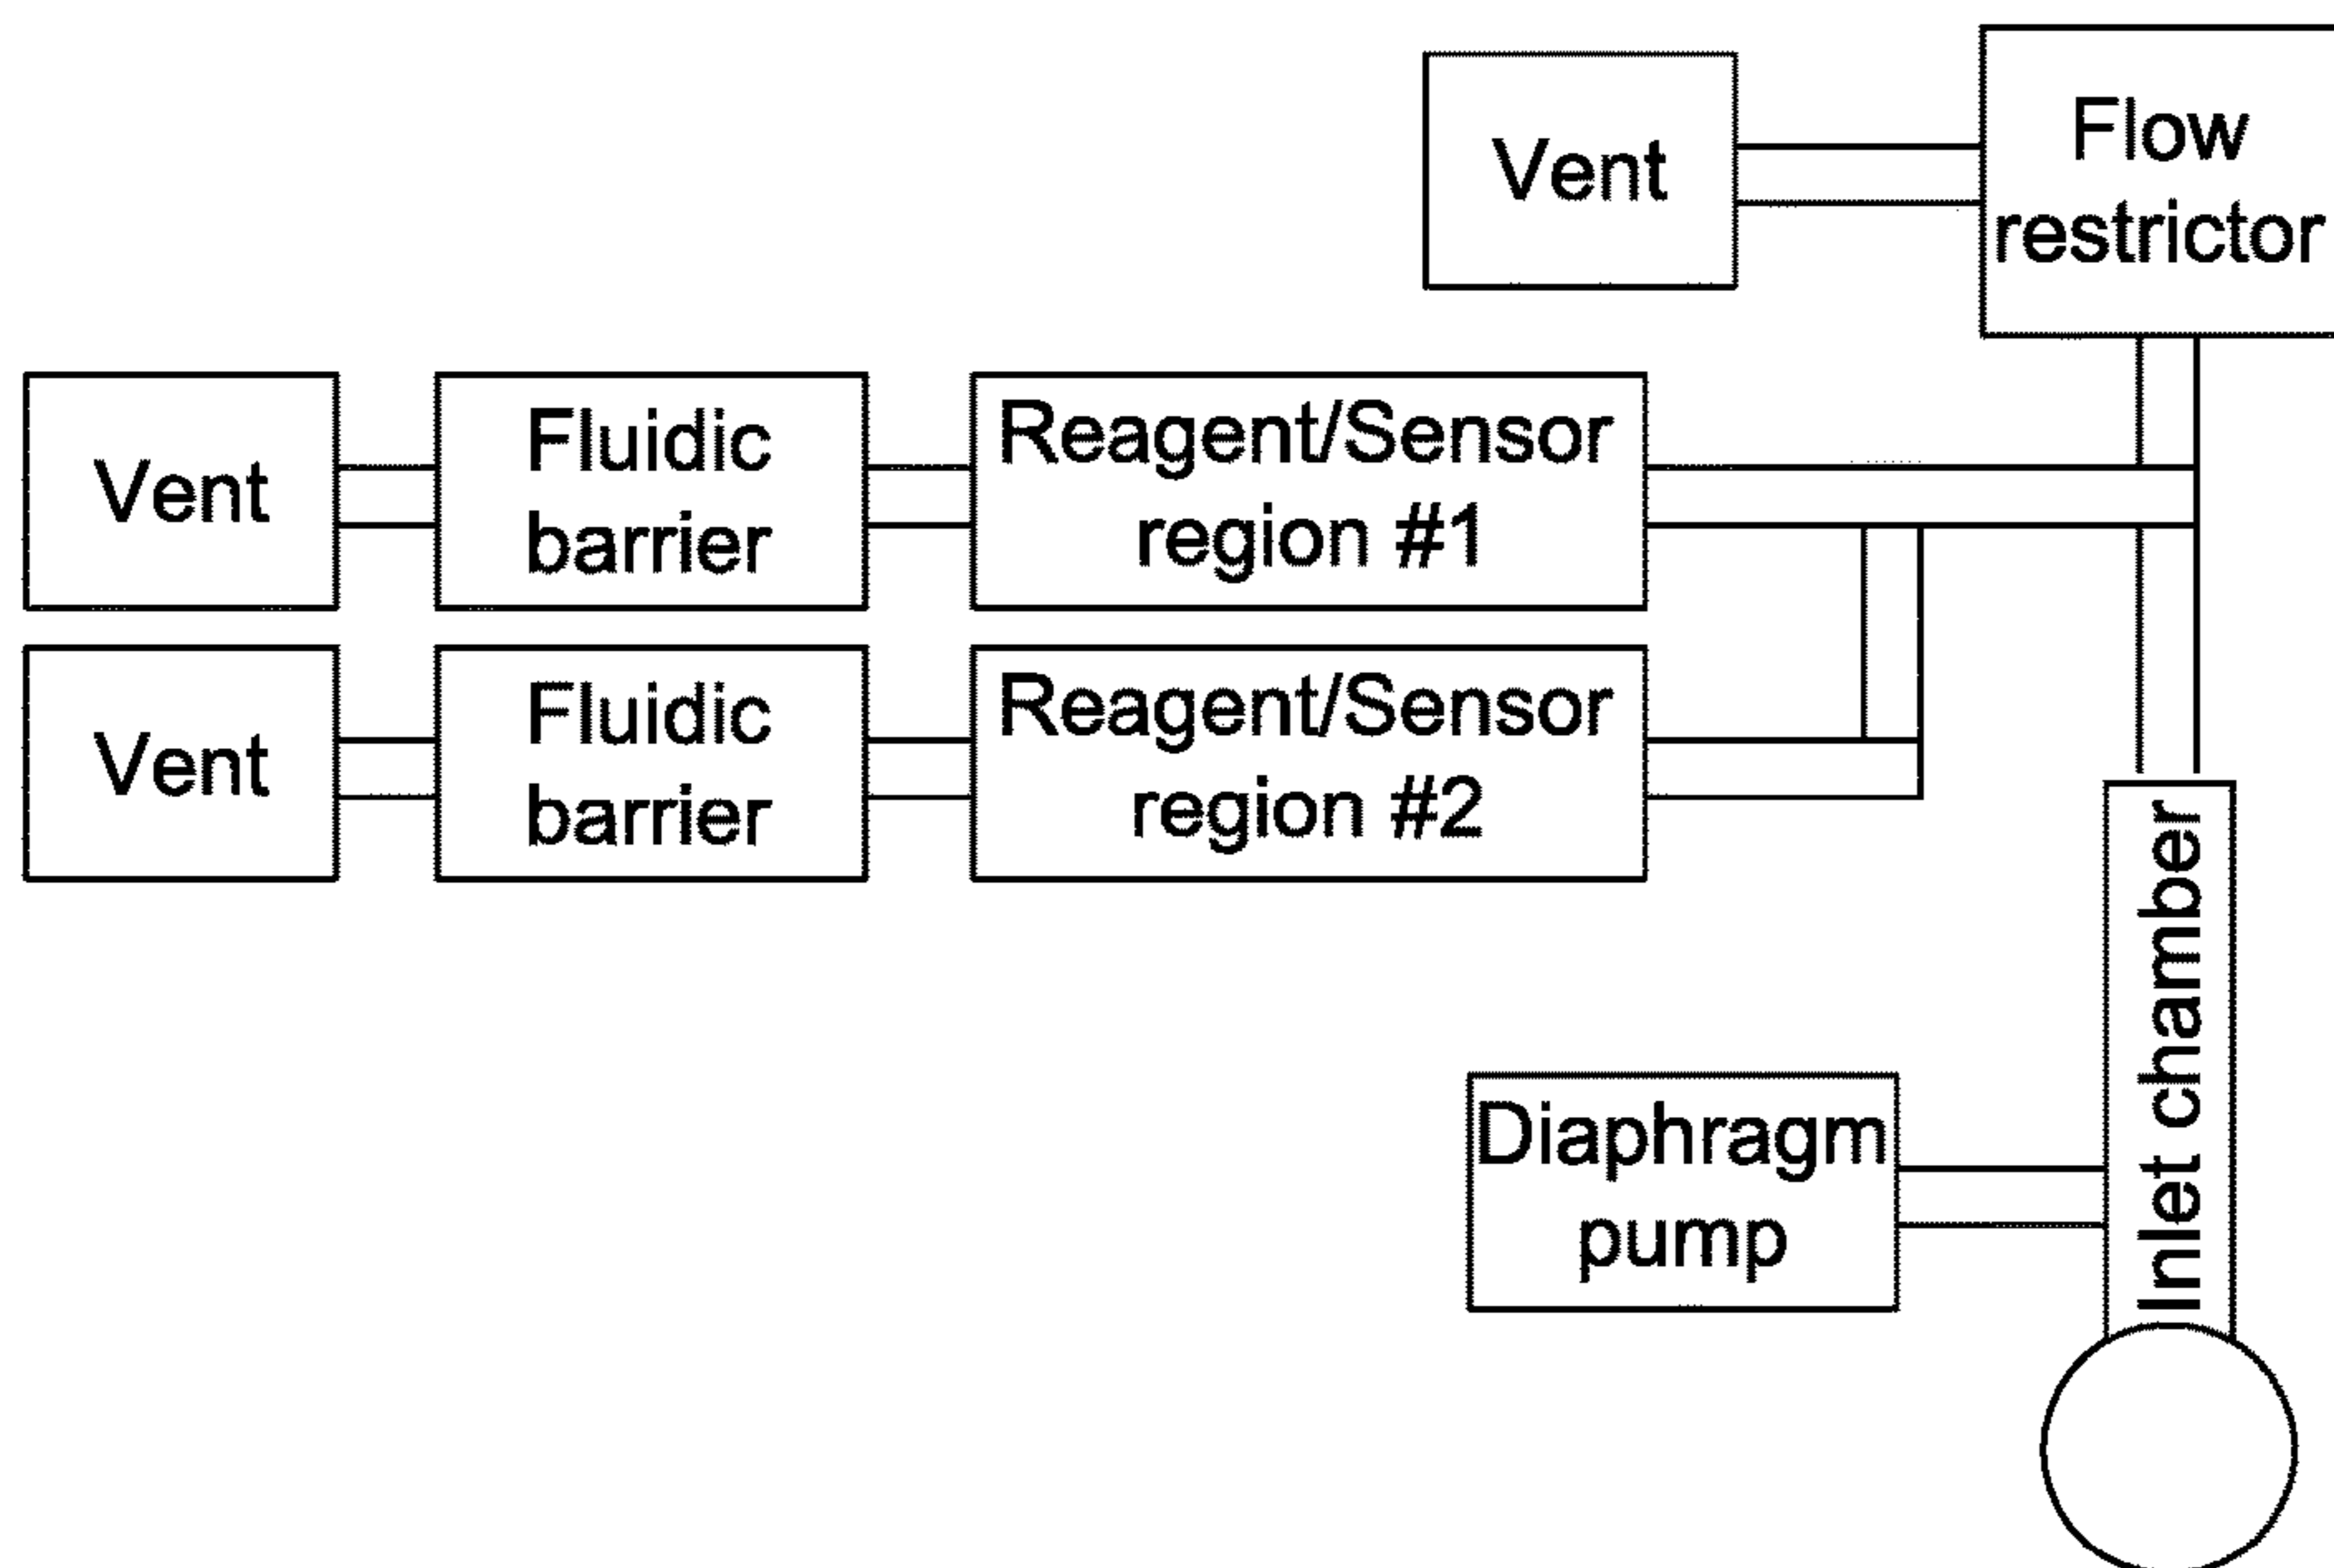 Vent
Flow
restrictor
Vent
Fluidic
barrier
Reagent/Sensor
region #1
Vent
Fluidic
barrier
Reagent/Sensor
region #2
Inlet chamber
Diaphragm
pump